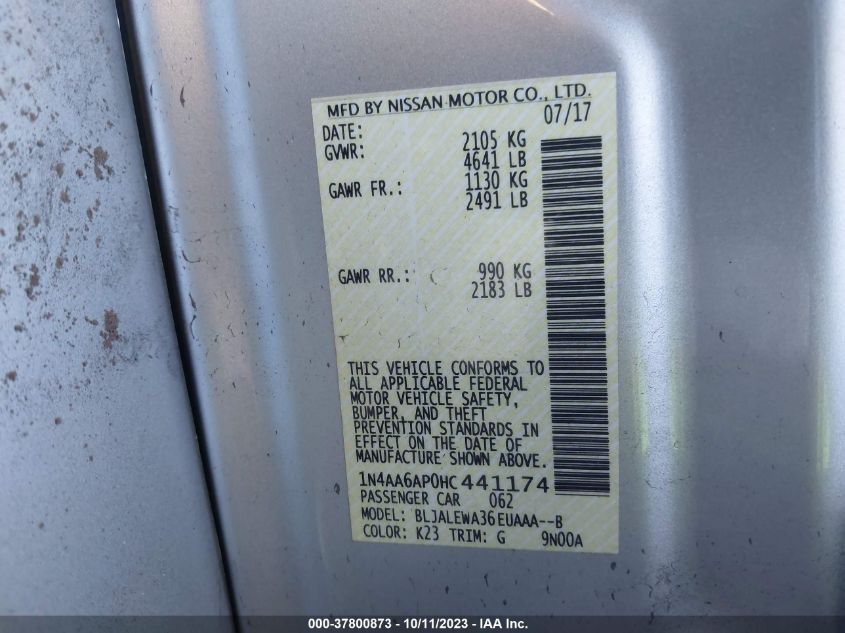 MFD BY NISSAN MOTOR CO., LTD.
DATE: 07/17
GVWR: 2105 KG
4641 LB
GAWR FR.: 1130 KG
2491 LB
GAWR RR.: 990 KG
2183 LB
THIS VEHICLE CONFORMS TO
ALL APPLICABLE FEDERAL
MOTOR VEHICLE SAFETY,
BUMPER, AND THEFT
PREVENTION STANDARDS IN
EFFECT ON THE DATE OF
MANUFACTURE SHOWN ABOVE.
1N4AA6AP0HC441174
PASSENGER CAR 062
MODEL: BLJALEWA36EUAAA--B
COLOR: K23 TRIM: G 9N00A
000-37800873 - 10/11/2023 - IAA Inc.